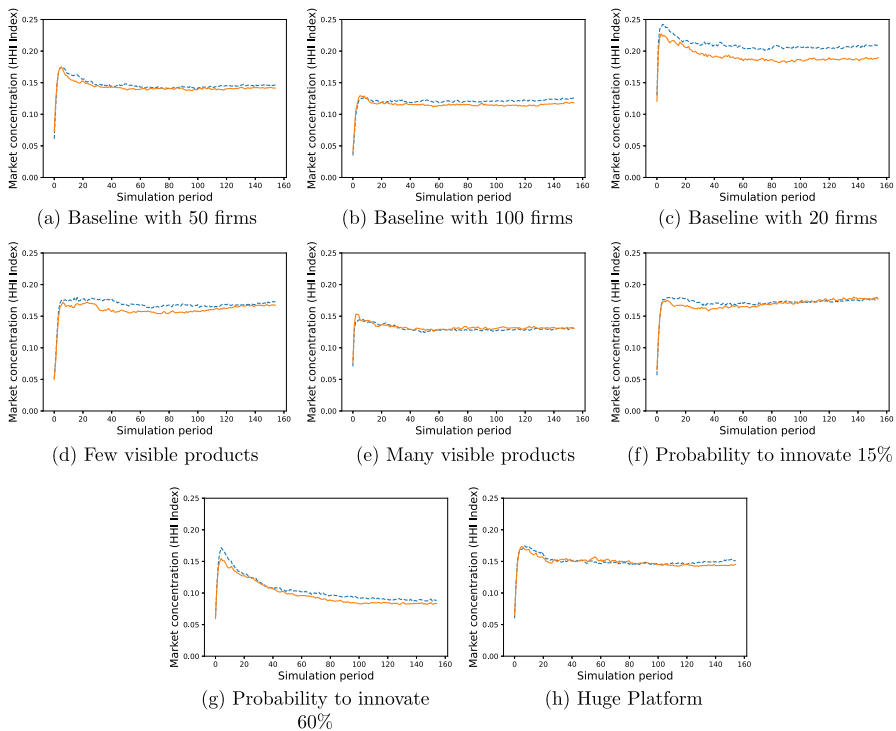 0.25
0.20
0.15
0.10
0.05
0.00
Market concentration (HHI Index)
0 20 40 60 80 100 120 140 160
Simulation period
(a) Baseline with 50 firms
0.25
0.20
0.15
0.10
0.05
0.00
Market concentration (HHI Index)
0 20 40 60 80 100 120 140 160
Simulation period
(b) Baseline with 100 firms
0.25
0.20
0.15
0.10
0.05
0.00
Market concentration (HHI Index)
0 20 40 60 80 100 120 140 160
Simulation period
(c) Baseline with 20 firms
0.25
0.20
0.15
0.10
0.05
0.00
Market concentration (HHI Index)
0 20 40 60 80 100 120 140 160
Simulation period
(d) Few visible products
0.25
0.20
0.15
0.10
0.05
0.00
Market concentration (HHI Index)
0 20 40 60 80 100 120 140 160
Simulation period
(e) Many visible products
0.25
0.20
0.15
0.10
0.05
0.00
Market concentration (HHI Index)
0 20 40 60 80 100 120 140 160
Simulation period
(f) Probability to innovate 15%
0.25
0.20
0.15
0.10
0.05
0.00
Market concentration (HHI Index)
0 20 40 60 80 100 120 140 160
Simulation period
(g) Probability to innovate
60%
0.25
0.20
0.15
0.10
0.05
0.00
Market concentration (HHI Index)
0 20 40 60 80 100 120 140 160
Simulation period
(h) Huge Platform